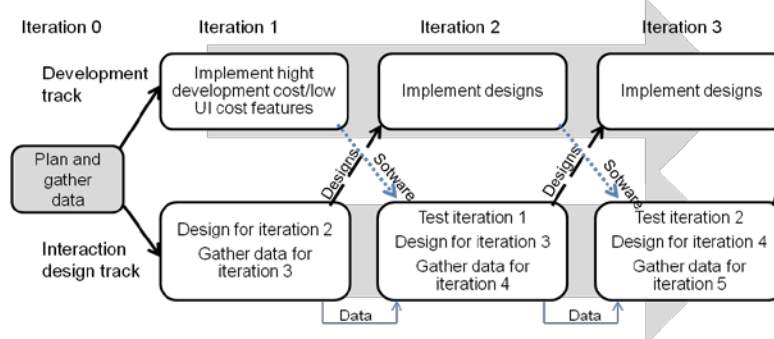 Iteration 0
Iteration 1
Iteration 2
Iteration 3
Development
track
Implement hight
development cost/low
UI cost features
Implement designs
Implement designs
Plan and
gather
data
Designs
Sotware
Designs
Sotware
Interaction
design track
Design for iteration 2
Gather data for
iteration 3
Test iteration 1
Design for iteration 3
Gather data for
iteration 4
Test iteration 2
Design for iteration 4
Gather data for
iteration 5
Data
Data